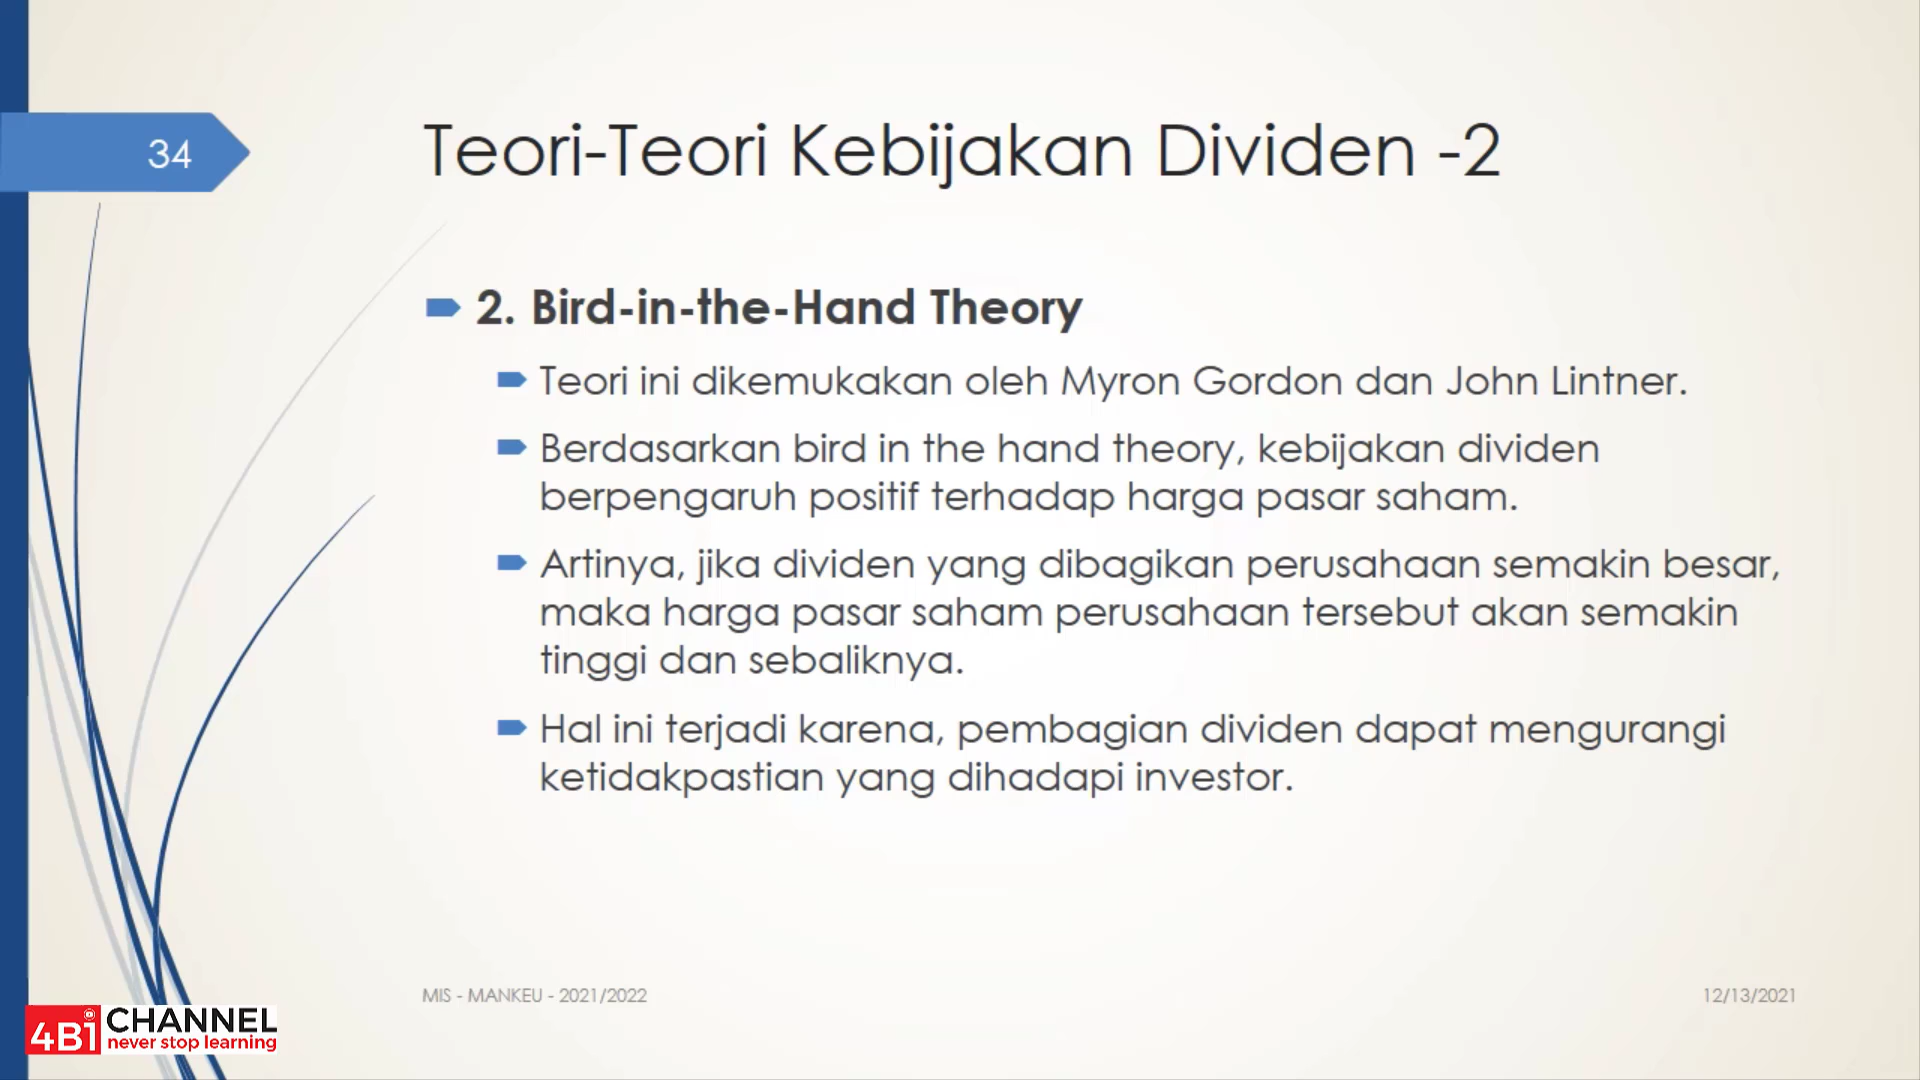 34
Teori-Teori Kebijakan Dividen -2
2. Bird-in-the-Hand Theory
Teori ini dikemukakan oleh Myron Gordon dan John Lintner.
Berdasarkan bird in the hand theory, kebijakan dividen
berpengaruh positif terhadap harga pasar saham.
Artinya, jika dividen yang dibagikan perusahaan semakin besar,
maka harga pasar saham perusahaan tersebut akan semakin
tinggi dan sebaliknya.
Hal ini terjadi karena, pembagian dividen dapat mengurangi
ketidakpastian yang dihadapi investor.
MIS - MANKEU - 2021/2022
12/13/2021
4Bi CHANNEL
never stop learning